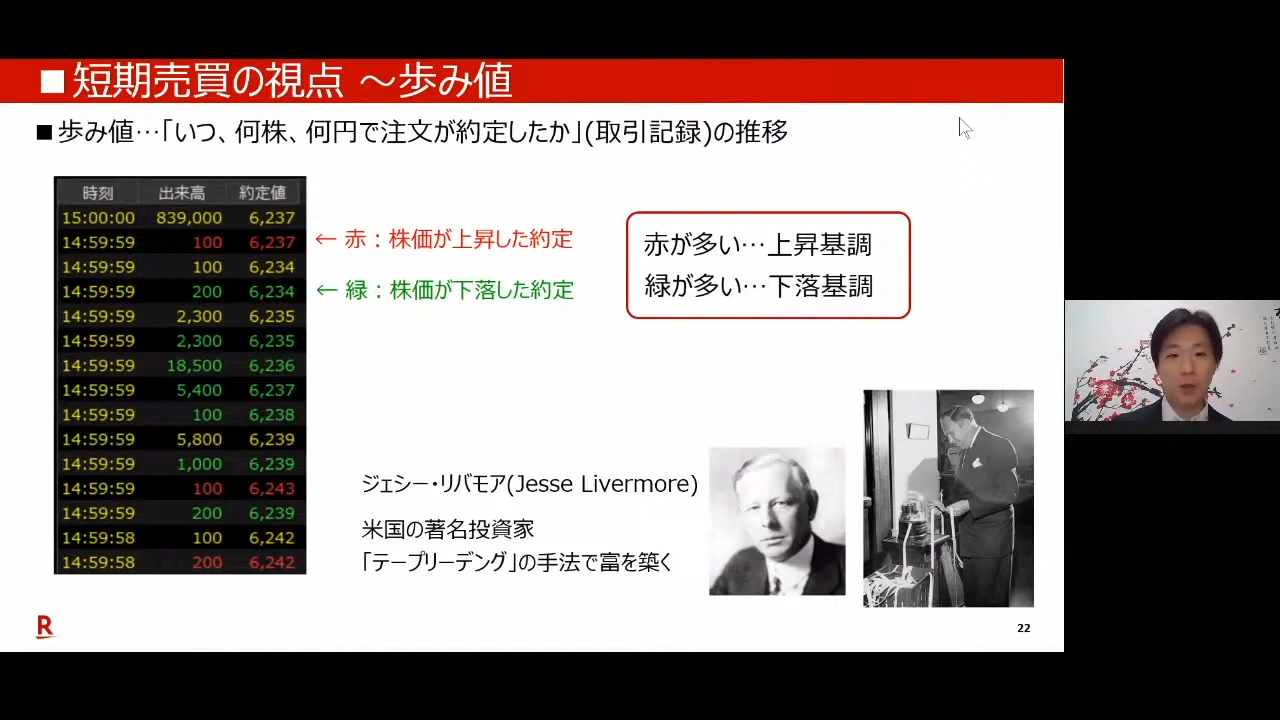 ■短期売買の視点 ～歩み値
■歩み値…「いつ、何株、何円で注文が約定したか」(取引記録)の推移
時刻 出来高 約定値
15:00:00 839,000 6,237
14:59:59 100 6,237
14:59:59 100 6,234
14:59:59 200 6,234
14:59:59 2,300 6,235
14:59:59 2,300 6,235
14:59:59 18,500 6,236
14:59:59 5,400 6,237
14:59:59 100 6,238
14:59:59 5,800 6,239
14:59:59 1,000 6,239
14:59:59 100 6,243
14:59:59 200 6,239
14:59:58 100 6,242
14:59:58 200 6,242
← 赤：株価が上昇した約定
← 緑：株価が下落した約定
赤が多い…上昇基調
緑が多い…下落基調
ジェシー・リバモア(Jesse Livermore)
米国の著名投資家
「テープリーデング」の手法で富を築く
R
22